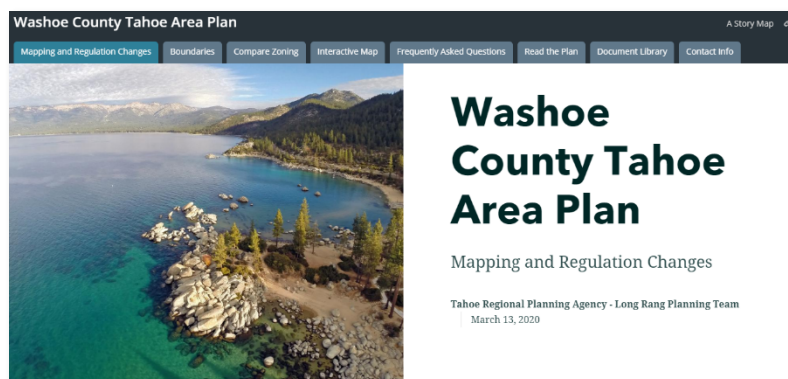 Washoe County Tahoe Area Plan
A Story Map
Mapping and Regulation Changes
Boundaries
Compare Zoning
Interactive Map
Frequently Asked Questions
Read the Plan
Document Library
Contact Info
Washoe
County Tahoe
Area Plan
Mapping and Regulation Changes
Tahoe Regional Planning Agency - Long Rang Planning Team
March 13, 2020